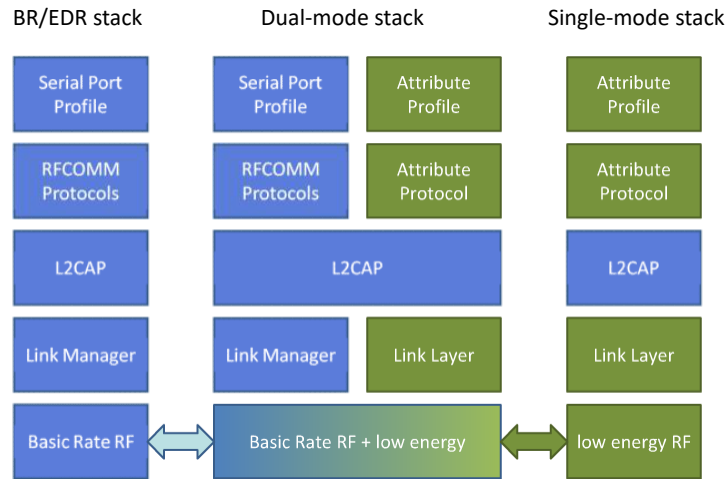 BR/EDR stack
Dual-mode stack
Single-mode stack
Serial Port
Profile
Serial Port
Profile
Attribute
Profile
Attribute
Profile
RFCOMM
Protocols
RFCOMM
Protocols
Attribute
Protocol
Attribute
Protocol
L2CAP
L2CAP
L2CAP
Link Manager
Link Manager
Link Layer
Link Layer
Basic Rate RF
Basic Rate RF + low energy
low energy RF